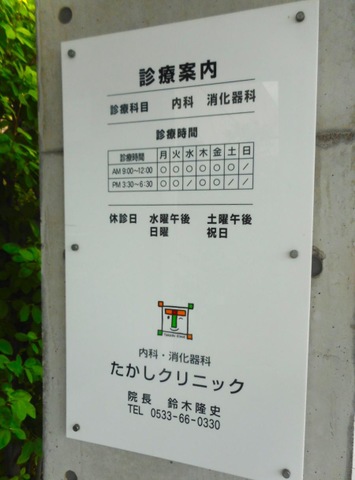 診療案内
診療科目 内科 消化器科
診療時間
診療時間 月 火 水 木 金 土 日
AM 9:00~12:00 ○ ○ ○ ○ ○ ○ /
PM 3:30~6:30 ○ ○ / ○ ○ / /
休診日 水曜午後 土曜午後
日曜 祝日
内科・消化器科
たかしクリニック
院長 鈴木隆史
TEL 0533-66-0330